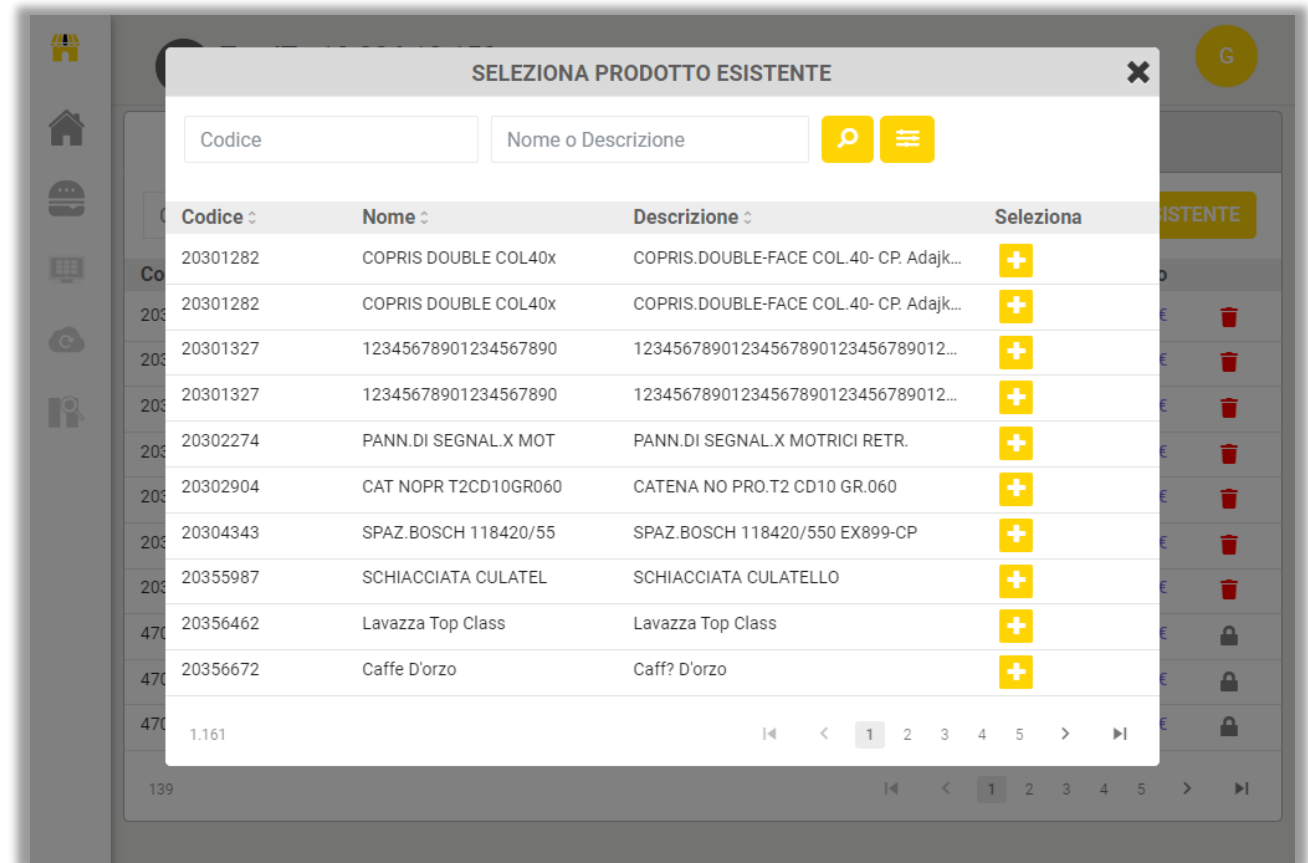 G
SELEZIONA PRODOTTO ESISTENTE
Codice Nome o Descrizione
Codice Nome Descrizione Seleziona
20301282 COPRIS DOUBLE COL40x COPRIS.DOUBLE-FACE COL.40- CP. Adajk...
20301282 COPRIS DOUBLE COL40x COPRIS.DOUBLE-FACE COL.40- CP. Adajk...
20301327 12345678901234567890 12345678901234567890123456789012...
20301327 12345678901234567890 12345678901234567890123456789012...
20302274 PANN.DI SEGNAL.X MOT PANN.DI SEGNAL.X MOTRICI RETR.
20302904 CAT NOPR T2CD10GR060 CATENA NO PRO.T2 CD10 GR.060
20304343 SPAZ.BOSCH 118420/55 SPAZ.BOSCH 118420/550 EX899-CP
20355987 SCHIACCIATA CULATEL SCHIACCIATA CULATELLO
20356462 Lavazza Top Class Lavazza Top Class
20356672 Caffe D'orzo Caff? D'orzo
1.161 1 2 3 4 5
139 1 2 3 4 5